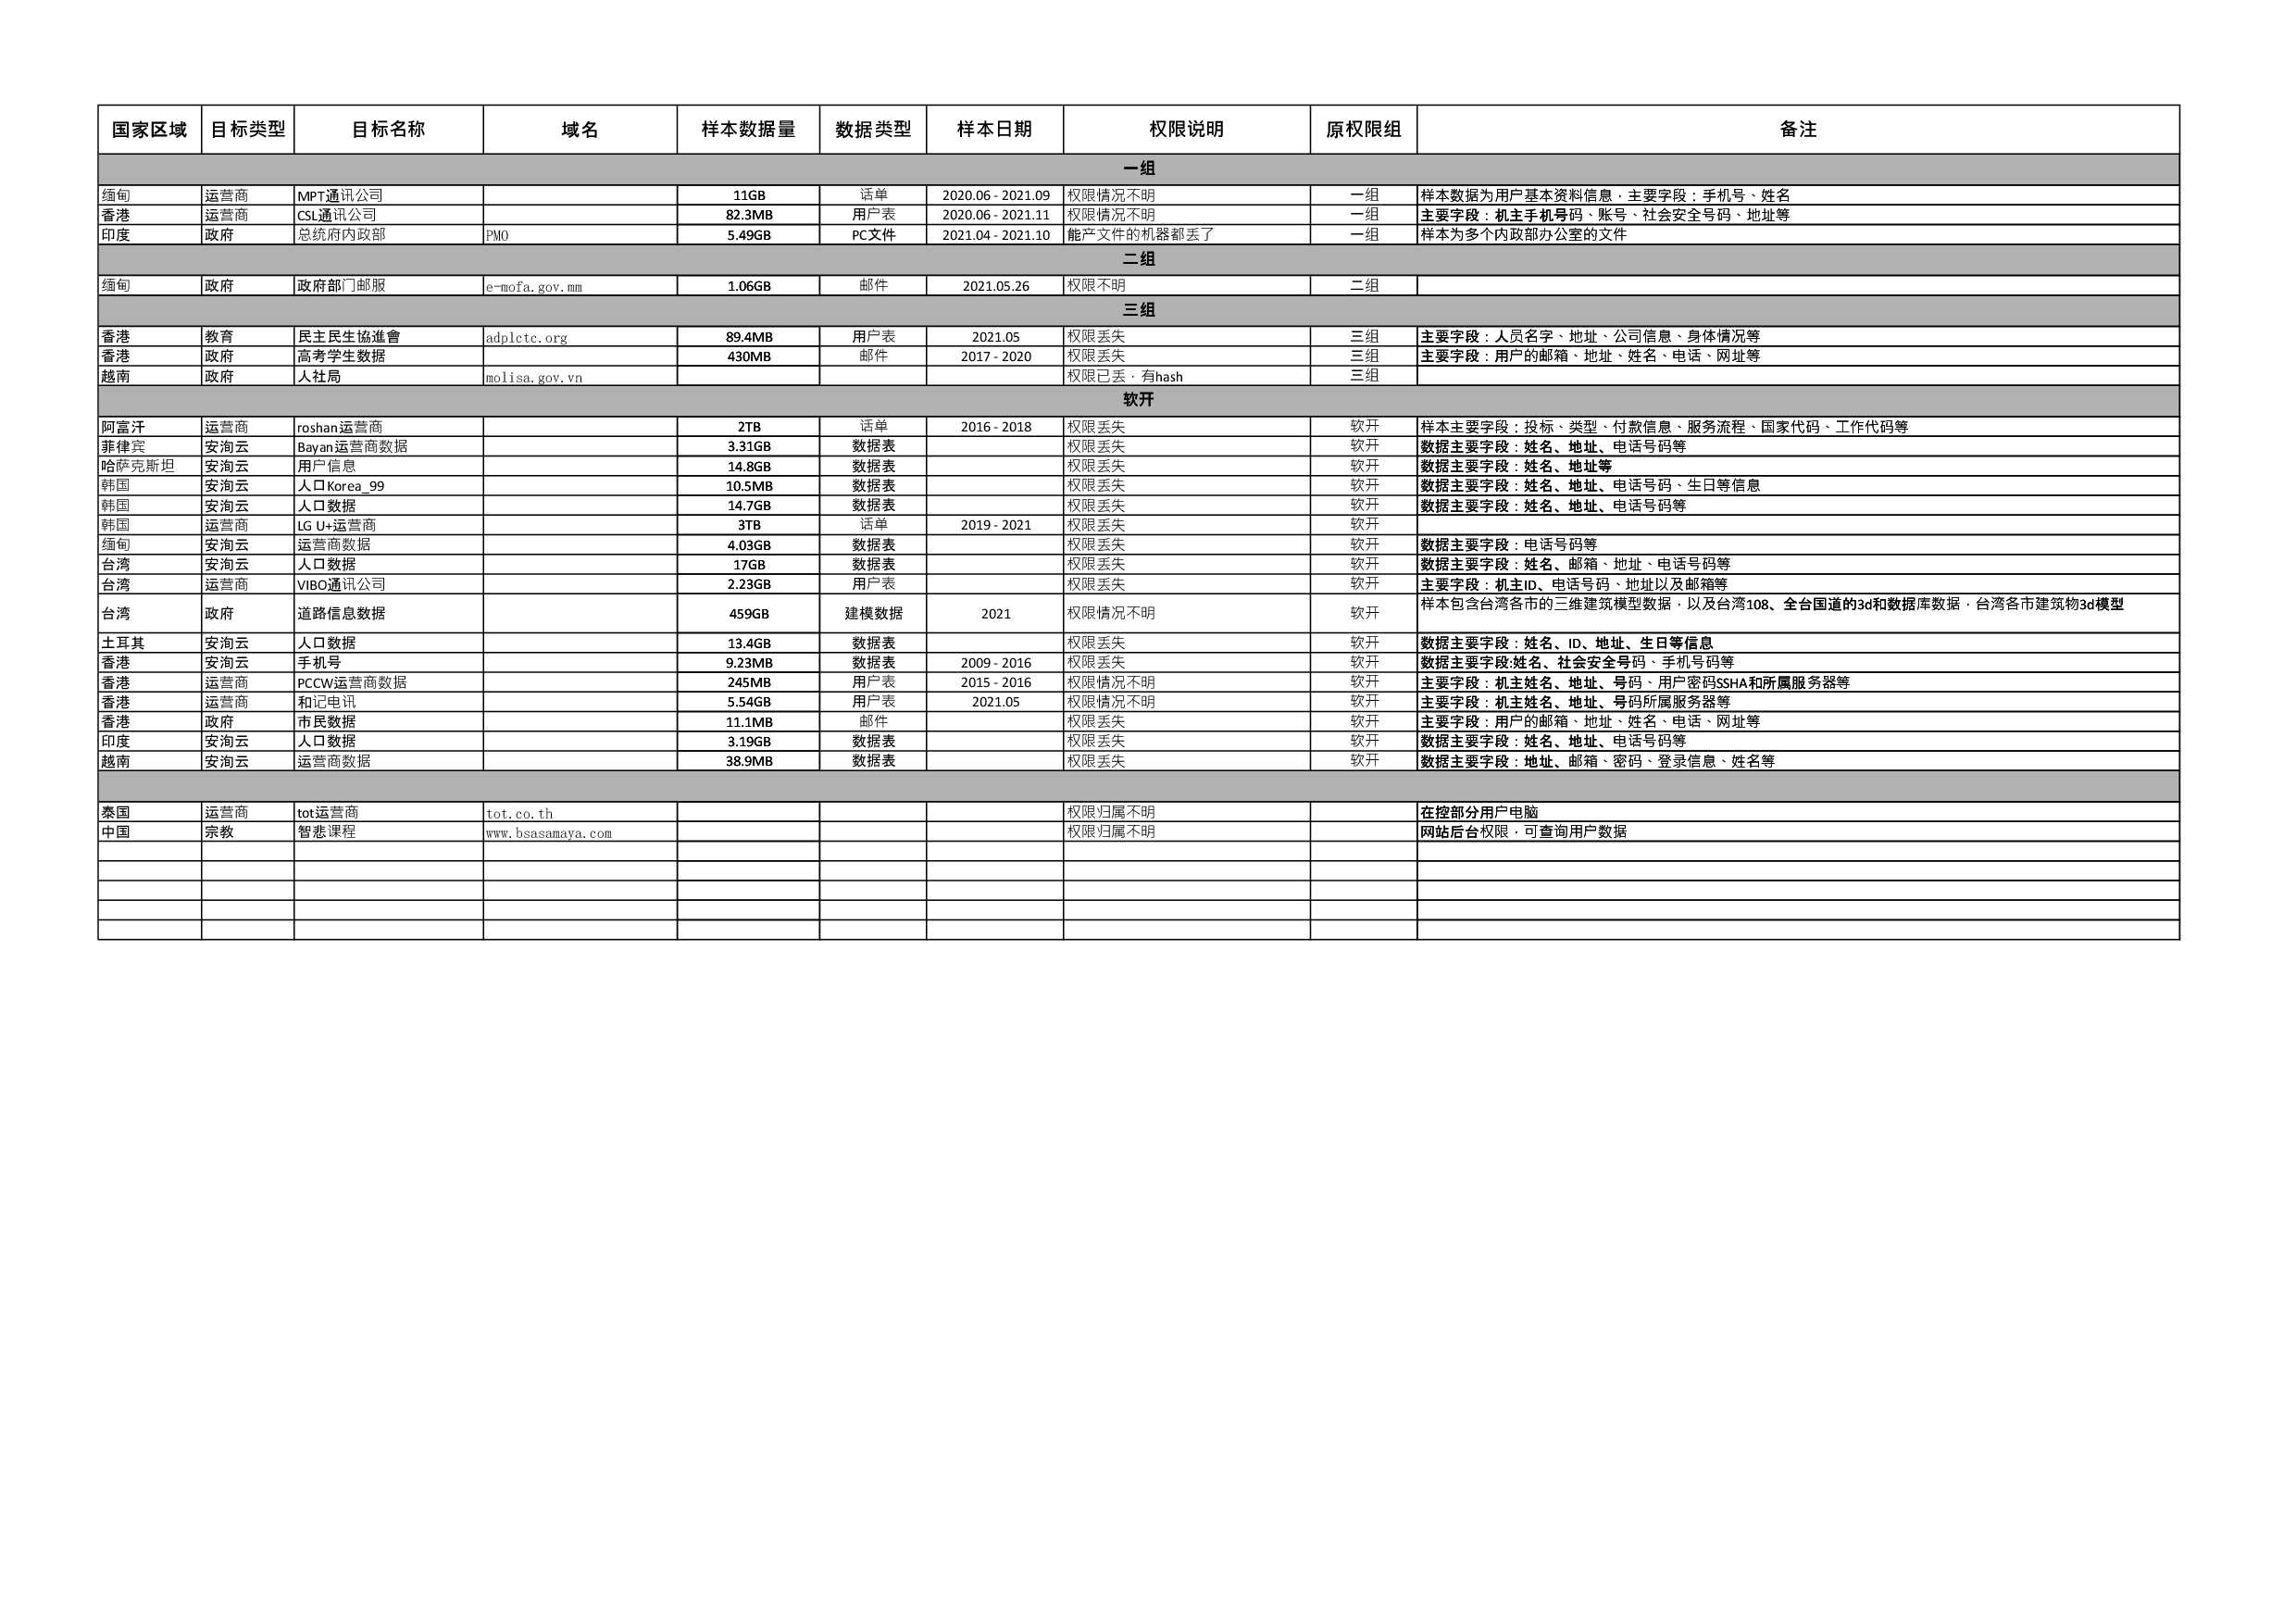 国家区域 目标类型 目标名称 域名 样本数据量 数据类型 样本日期 权限说明 原权限组 备注
一组
缅甸 运营商 MPT通讯公司 11GB 话单 2020.06 - 2021.09 权限情况不明 一组 样本数据为用户基本资料信息，主要字段：手机号、姓名
香港 运营商 CSL通讯公司 82.3MB 用户表 2020.06 - 2021.11 权限情况不明 一组 主要字段：机主手机号码、账号、社会安全号码、地址等
印度 政府 总统府内政部 PMO 5.49GB PC文件 2021.04 - 2021.10 能产文件的机器都丢了 一组 样本为多个内政部办公室的文件
二组
缅甸 政府 政府部门邮服 e-mofa.gov.mm 1.06GB 邮件 2021.05.26 权限不明 二组
三组
香港 教育 民主民生協進會 adplctc.org 89.4MB 用户表 2021.05 权限丢失 三组 主要字段：人员名字、地址、公司信息、身体情况等
香港 政府 高考学生数据 430MB 邮件 2017 - 2020 权限丢失 三组 主要字段：用户的邮箱、地址、姓名、电话、网址等
越南 政府 人社局 molisa.gov.vn 权限已丢，有hash 三组
软开
阿富汗 运营商 roshan运营商 2TB 话单 2016 - 2018 权限丢失 软开 样本主要字段：投标、类型、付款信息、服务流程、国家代码、工作代码等
菲律宾 安洵云 Bayan运营商数据 3.31GB 数据表 权限丢失 软开 数据主要字段：姓名、地址、电话号码等
哈萨克斯坦 安洵云 用户信息 14.8GB 数据表 权限丢失 软开 数据主要字段：姓名、地址等
韩国 安洵云 人口Korea_99 10.5MB 数据表 权限丢失 软开 数据主要字段：姓名、地址、电话号码、生日等信息
韩国 安洵云 人口数据 14.7GB 数据表 权限丢失 软开 数据主要字段：姓名、地址、电话号码等
韩国 运营商 LG U+运营商 3TB 话单 2019 - 2021 权限丢失 软开
缅甸 安洵云 运营商数据 4.03GB 数据表 权限丢失 软开 数据主要字段：电话号码等
台湾 安洵云 人口数据 17GB 数据表 权限丢失 软开 数据主要字段：姓名、邮箱、地址、电话号码等
台湾 运营商 VIBO通讯公司 2.23GB 用户表 权限丢失 软开 主要字段：机主ID、电话号码、地址以及邮箱等
台湾 政府 道路信息数据 459GB 建模数据 2021 权限情况不明 软开 样本包含台湾各市的三维建筑模型数据，以及台湾108、全台国道的3d和数据库数据，台湾各市建筑物3d模型
土耳其 安洵云 人口数据 13.4GB 数据表 权限丢失 软开 数据主要字段：姓名、ID、地址、生日等信息
香港 安洵云 手机号 9.23MB 数据表 2009 - 2016 权限丢失 软开 数据主要字段:姓名、社会安全号码、手机号码等
香港 运营商 PCCW运营商数据 245MB 用户表 2015 - 2016 权限情况不明 软开 主要字段：机主姓名、地址、号码、用户密码SSHA和所属服务器等
香港 运营商 和记电讯 5.54GB 用户表 2021.05 权限情况不明 软开 主要字段：机主姓名、地址、号码所属服务器等
香港 政府 市民数据 11.1MB 邮件 权限丢失 软开 主要字段：用户的邮箱、地址、姓名、电话、网址等
印度 安洵云 人口数据 3.19GB 数据表 权限丢失 软开 数据主要字段：姓名、地址、电话号码等
越南 安洵云 运营商数据 38.9MB 数据表 权限丢失 软开 数据主要字段：地址、邮箱、密码、登录信息、姓名等
泰国 运营商 tot运营商 tot.co.th 权限归属不明 在控部分用户电脑
中国 宗教 智悲课程 www.bsasamaya.com 权限归属不明 网站后台权限，可查询用户数据